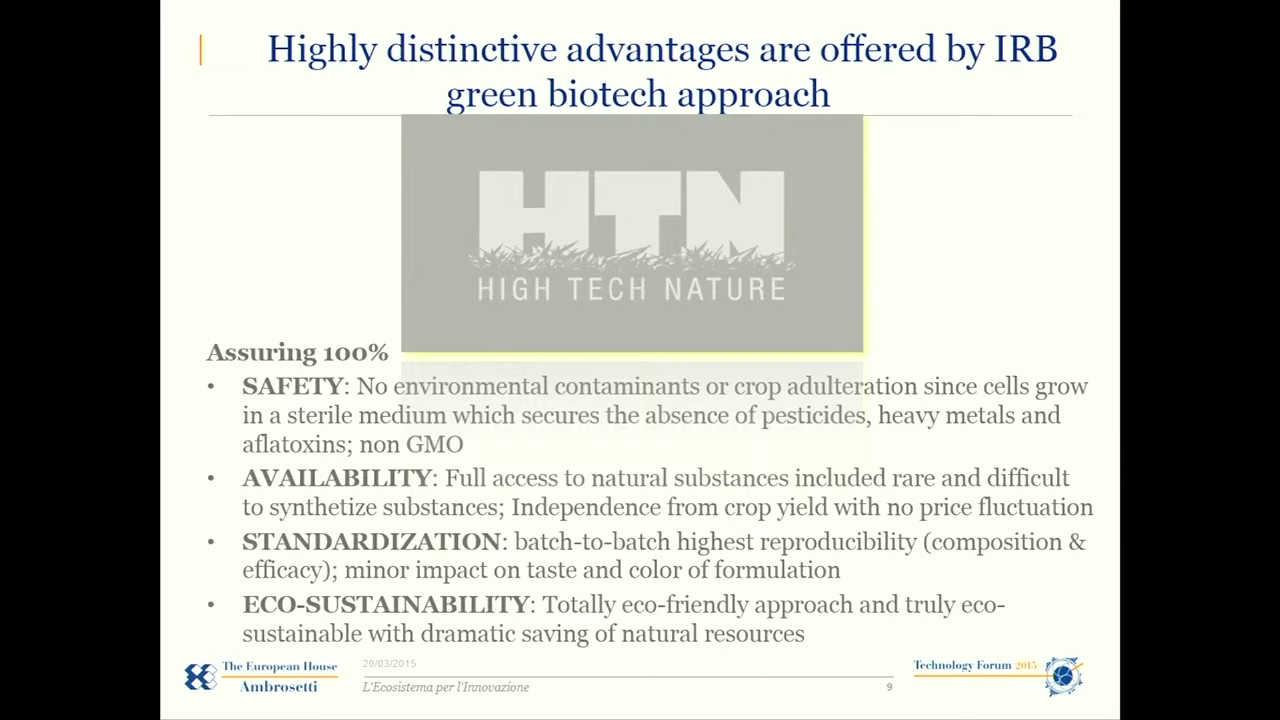 Highly distinctive advantages are offered by IRB
green biotech approach
HTN
HIGH TECH NATURE
Assuring 100%
• SAFETY: No environmental contaminants or crop adulteration since cells grow
in a sterile medium which secures the absence of pesticides, heavy metals and
aflatoxins; non GMO
• AVAILABILITY: Full access to natural substances included rare and difficult
to synthetize substances; Independence from crop yield with no price fluctuation
• STANDARDIZATION: batch-to-batch highest reproducibility (composition &
efficacy); minor impact on taste and color of formulation
• ECO-SUSTAINABILITY: Totally eco-friendly approach and truly eco-
sustainable with dramatic saving of natural resources
The European House
Ambrosetti
20/03/2015
L'Ecosistema per l'Innovazione
9
Technology Forum 2015